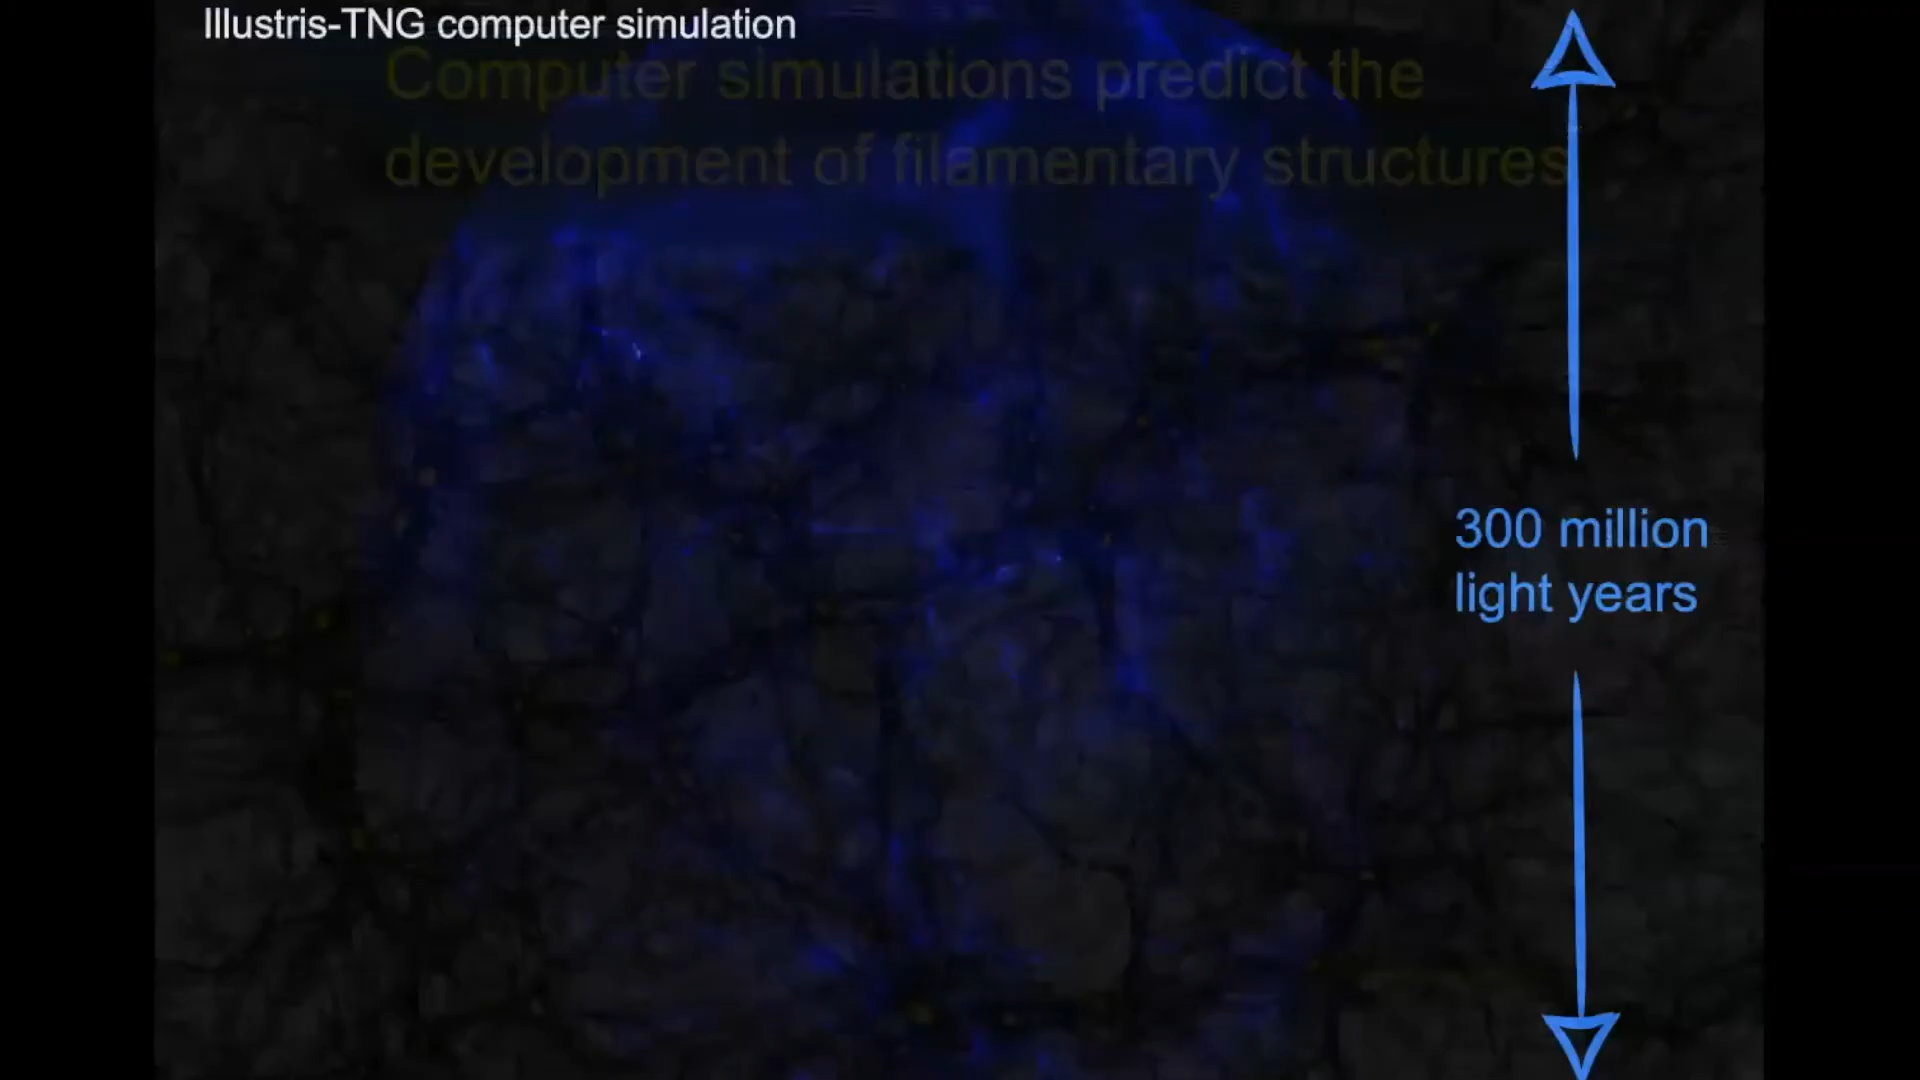 Illustris-TNG computer simulation
Computer simulations predict the
development of filamentary structures
300 million
light years